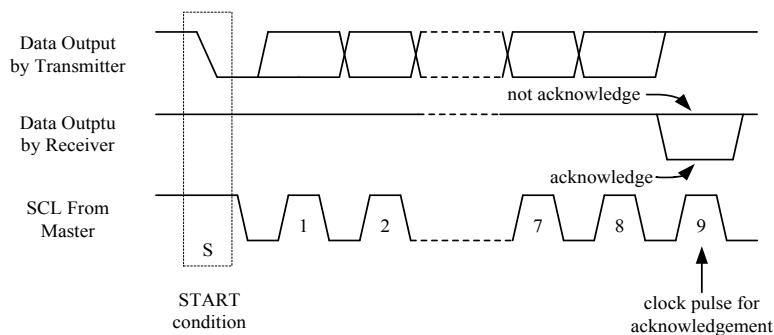 Data Output
by Transmitter
not acknowledge
Data Outptu
by Receiver
acknowledge
SCL From
Master
1
2
7
8
9
S
START
condition
clock pulse for
acknowledgement